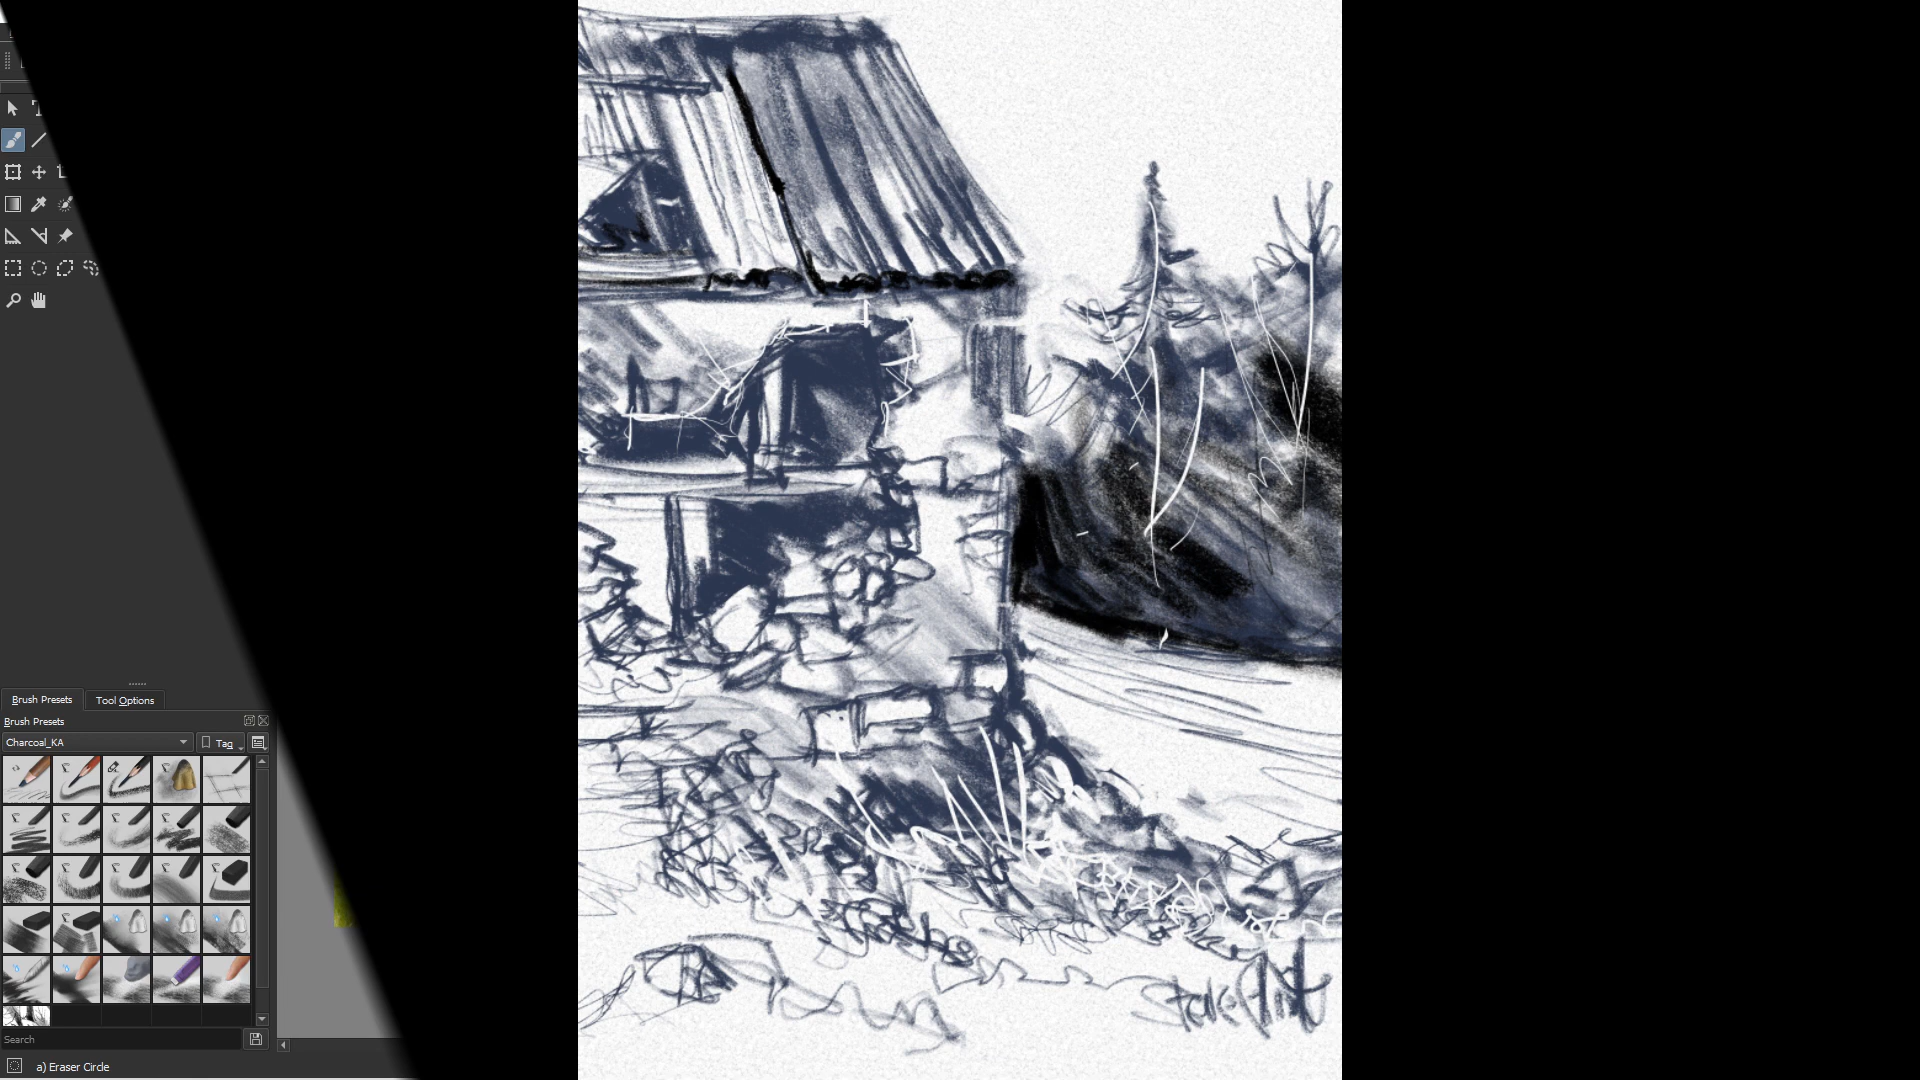 Brush Presets
Tool Options
Brush Presets
Charcoal_KA
Tag
Search
a) Eraser Circle